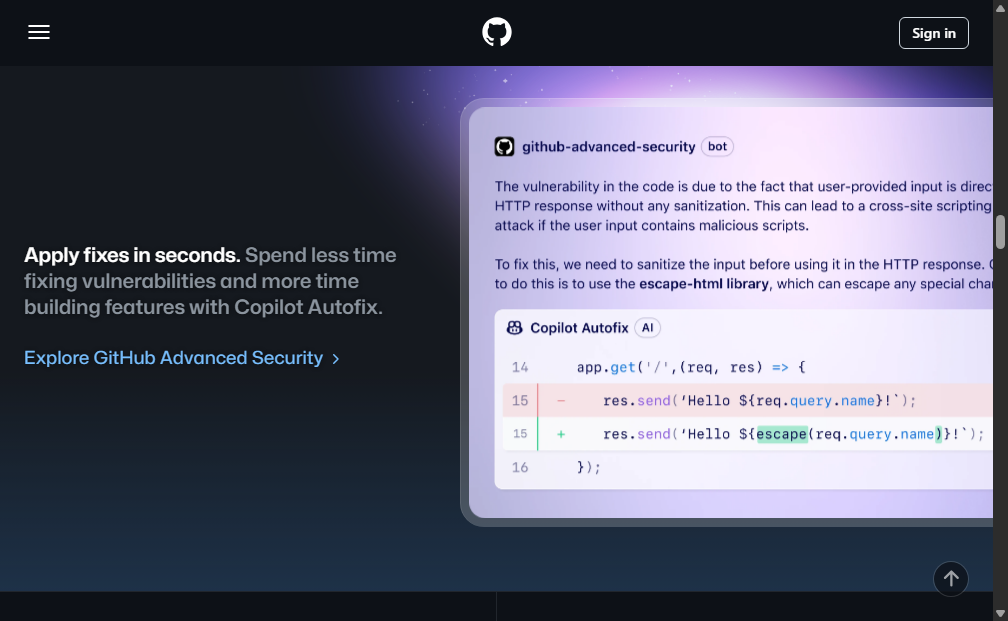 Sign in
github-advanced-security bot
The vulnerability in the code is due to the fact that user-provided input is
HTTP response without any sanitization. This can lead to a cross-site scripting
attack if the user input contains malicious scripts.
To fix this, we need to sanitize the input before using it in the HTTP response.
to do this is to use the escape-html library, which can escape any special
Apply fixes in seconds. Spend less time
fixing vulnerabilities and more time
building features with Copilot Autofix.
Explore GitHub Advanced Security
Copilot Autofix AI
14 app.get('/',(req, res) => {
15 - res.send(‘Hello ${req.query.name}!`);
15 + res.send(‘Hello ${escape(req.query.name)}!`);
16 });